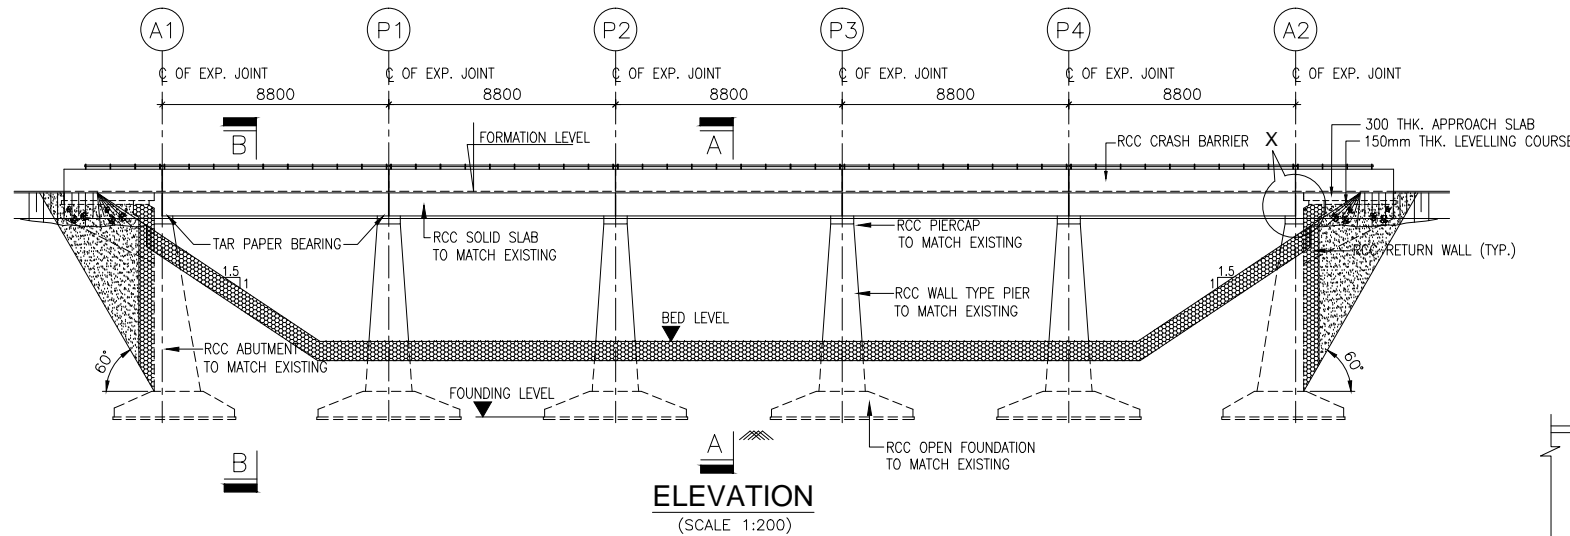 A1 P1 P2 P3 P4 A2
℄ OF EXP. JOINT ℄ OF EXP. JOINT ℄ OF EXP. JOINT ℄ OF EXP. JOINT ℄ OF EXP. JOINT ℄ OF EXP. JOINT
8800 8800 8800 8800 8800
B
A
FORMATION LEVEL
RCC CRASH BARRIER
X
300 THK. APPROACH SLAB
150mm THK. LEVELLING COURSE
TAR PAPER BEARING
RCC SOLID SLAB
TO MATCH EXISTING
RCC PIERCAP
TO MATCH EXISTING
RCC RETURN WALL (TYP.)
1.5
1
1.5
1
RCC WALL TYPE PIER
TO MATCH EXISTING
BED LEVEL
RCC ABUTMENT
TO MATCH EXISTING
60°
60°
FOUNDING LEVEL
RCC OPEN FOUNDATION
TO MATCH EXISTING
B
A
ELEVATION
(SCALE 1:200)